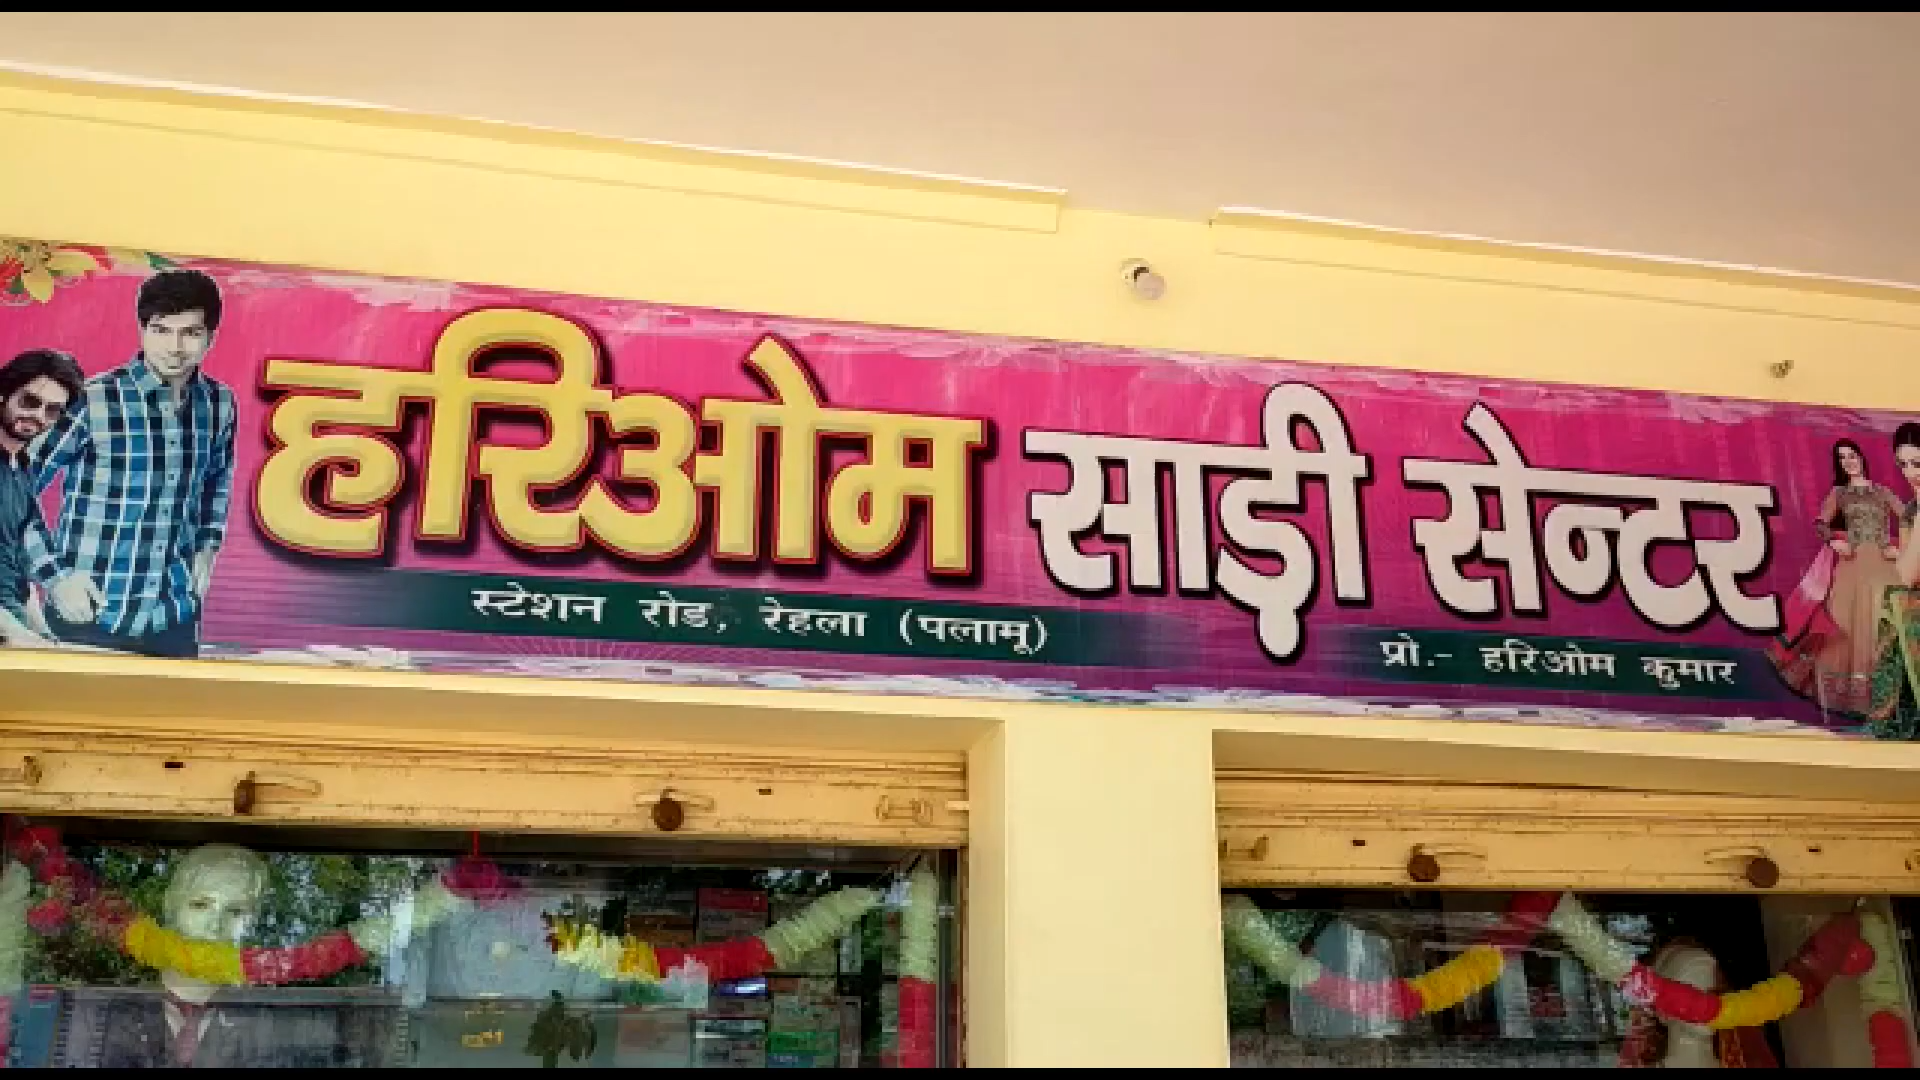 हरिओम साड़ी सेन्टर
स्टेशन रोड, रेहला (पलामू)
प्रो.- हरिओम कुमार